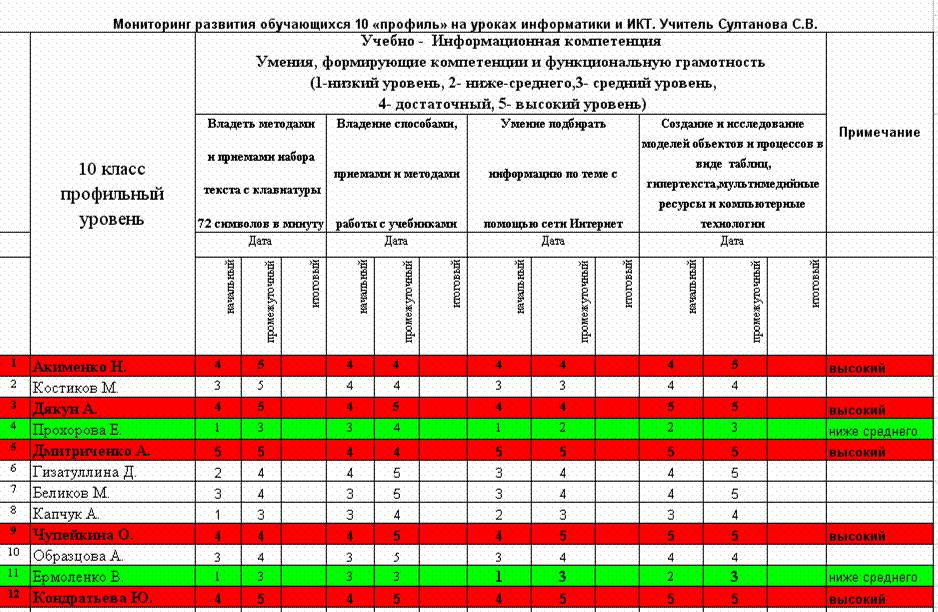 Мониторинг развития обучающихся 10 «профиль» на уроках информатики и ИКТ. Учитель Султанова С.В.
Учебно - Информационная компетенция
Умения, формирующие компетенции и функциональную грамотность
(1-низкий уровень, 2- ниже-среднего,3- средний уровень,
4- достаточный, 5- высокий уровень)
10 класс
профильный
уровень
Владеть методами
и приемами набора
текста с клавиатуры
72 символов в минуту
Владение способами,
приемами и методами
работы с учебниками
Умение подбирать
информацию по теме с
помощью сети Интернет
Создание и исследование
моделей обьектов и процессов в
виде таблиц,
гипертекста,мультимедийные
ресурсы и компьютерные
технологии
Примечание
Дата Дата Дата Дата
начальный промежуточный итоговый начальный промежуточный итоговый начальный промежуточный итоговый начальный промежуточный итоговый
1 Акименко Н. 4 5 4 4 4 4 4 5 высокий
2 Костиков М. 3 5 4 4 3 3 4 4
3 Дякун А. 4 5 4 5 4 4 5 5 высокий
4 Прохорова Е. 1 3 3 4 1 2 2 3 ниже среднего
5 Дмитриченко А. 5 5 4 4 5 5 5 5 высокий
6 Гизатуллина Д. 2 4 4 5 3 4 4 5
7 Беликов М. 3 4 3 5 3 4 4 5
8 Капчук А. 1 3 3 4 2 3 3 4
9 Чупейкина О. 4 4 4 5 4 5 5 5 высокий
10 Образцова А. 3 4 3 5 3 4 4 4
11 Ермоленко В. 1 3 3 3 1 3 2 3 ниже среднего
12 Кондратьева Ю. 4 5 4 5 4 5 5 5 высокий